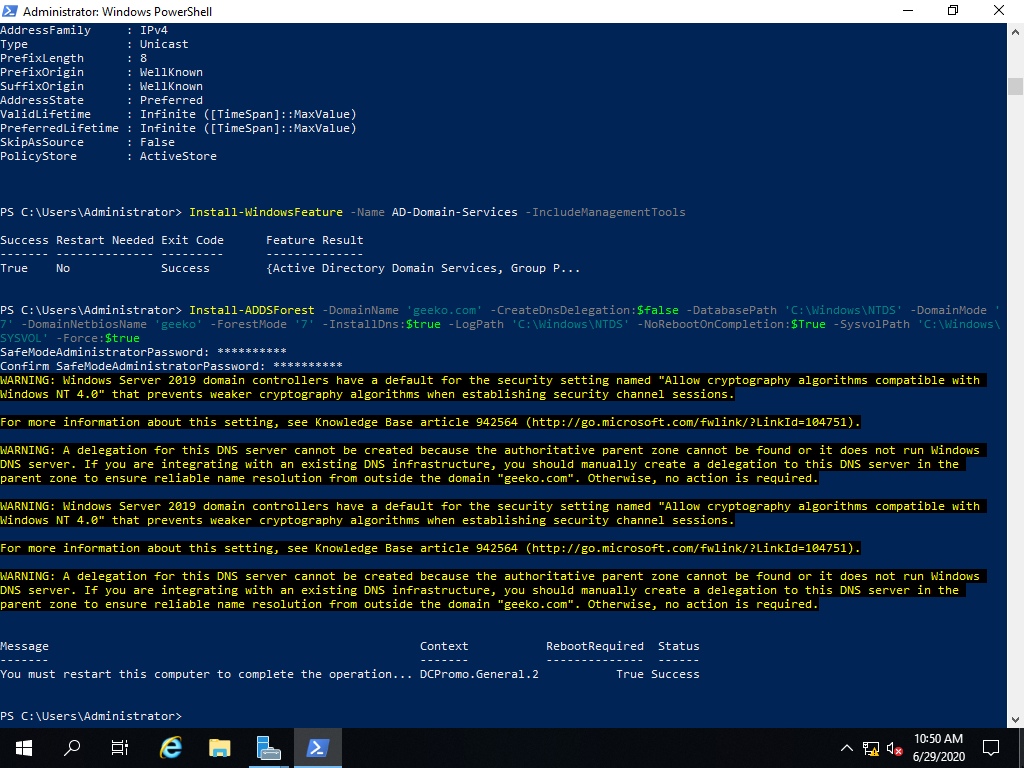 Administrator: Windows PowerShell
AddressFamily     : IPv4
Type              : Unicast
PrefixLength      : 8
PrefixOrigin      : WellKnown
SuffixOrigin      : WellKnown
AddressState      : Preferred
ValidLifetime     : Infinite ([TimeSpan]::MaxValue)
PreferredLifetime : Infinite ([TimeSpan]::MaxValue)
SkipAsSource      : False
PolicyStore       : ActiveStore
PS C:\Users\Administrator> Install-WindowsFeature -Name AD-Domain-Services -IncludeManagementTools
Success Restart Needed Exit Code      Feature Result
------- -------------- ---------      --------------
True    No             Success        {Active Directory Domain Services, Group P...
PS C:\Users\Administrator> Install-ADDSForest -DomainName 'geeko.com' -CreateDnsDelegation:$false -DatabasePath 'C:\Windows\NTDS' -DomainMode '
7' -DomainNetbiosName 'geeko' -ForestMode '7' -InstallDns:$true -LogPath 'C:\Windows\NTDS' -NoRebootOnCompletion:$True -SysvolPath 'C:\Windows\
SYSVOL' -Force:$true
SafeModeAdministratorPassword: **********
Confirm SafeModeAdministratorPassword: **********
WARNING: Windows Server 2019 domain controllers have a default for the security setting named "Allow cryptography algorithms compatible with
Windows NT 4.0" that prevents weaker cryptography algorithms when establishing security channel sessions.
For more information about this setting, see Knowledge Base article 942564 (http://go.microsoft.com/fwlink/?LinkId=104751).
WARNING: A delegation for this DNS server cannot be created because the authoritative parent zone cannot be found or it does not run Windows
DNS server. If you are integrating with an existing DNS infrastructure, you should manually create a delegation to this DNS server in the
parent zone to ensure reliable name resolution from outside the domain "geeko.com". Otherwise, no action is required.
WARNING: Windows Server 2019 domain controllers have a default for the security setting named "Allow cryptography algorithms compatible with
Windows NT 4.0" that prevents weaker cryptography algorithms when establishing security channel sessions.
For more information about this setting, see Knowledge Base article 942564 (http://go.microsoft.com/fwlink/?LinkId=104751).
WARNING: A delegation for this DNS server cannot be created because the authoritative parent zone cannot be found or it does not run Windows
DNS server. If you are integrating with an existing DNS infrastructure, you should manually create a delegation to this DNS server in the
parent zone to ensure reliable name resolution from outside the domain "geeko.com". Otherwise, no action is required.
Message                                                     Context           RebootRequired  Status
-------                                                     -------           --------------  ------
You must restart this computer to complete the operation... DCPromo.General.2           True Success
PS C:\Users\Administrator>
10:50 AM
6/29/2020